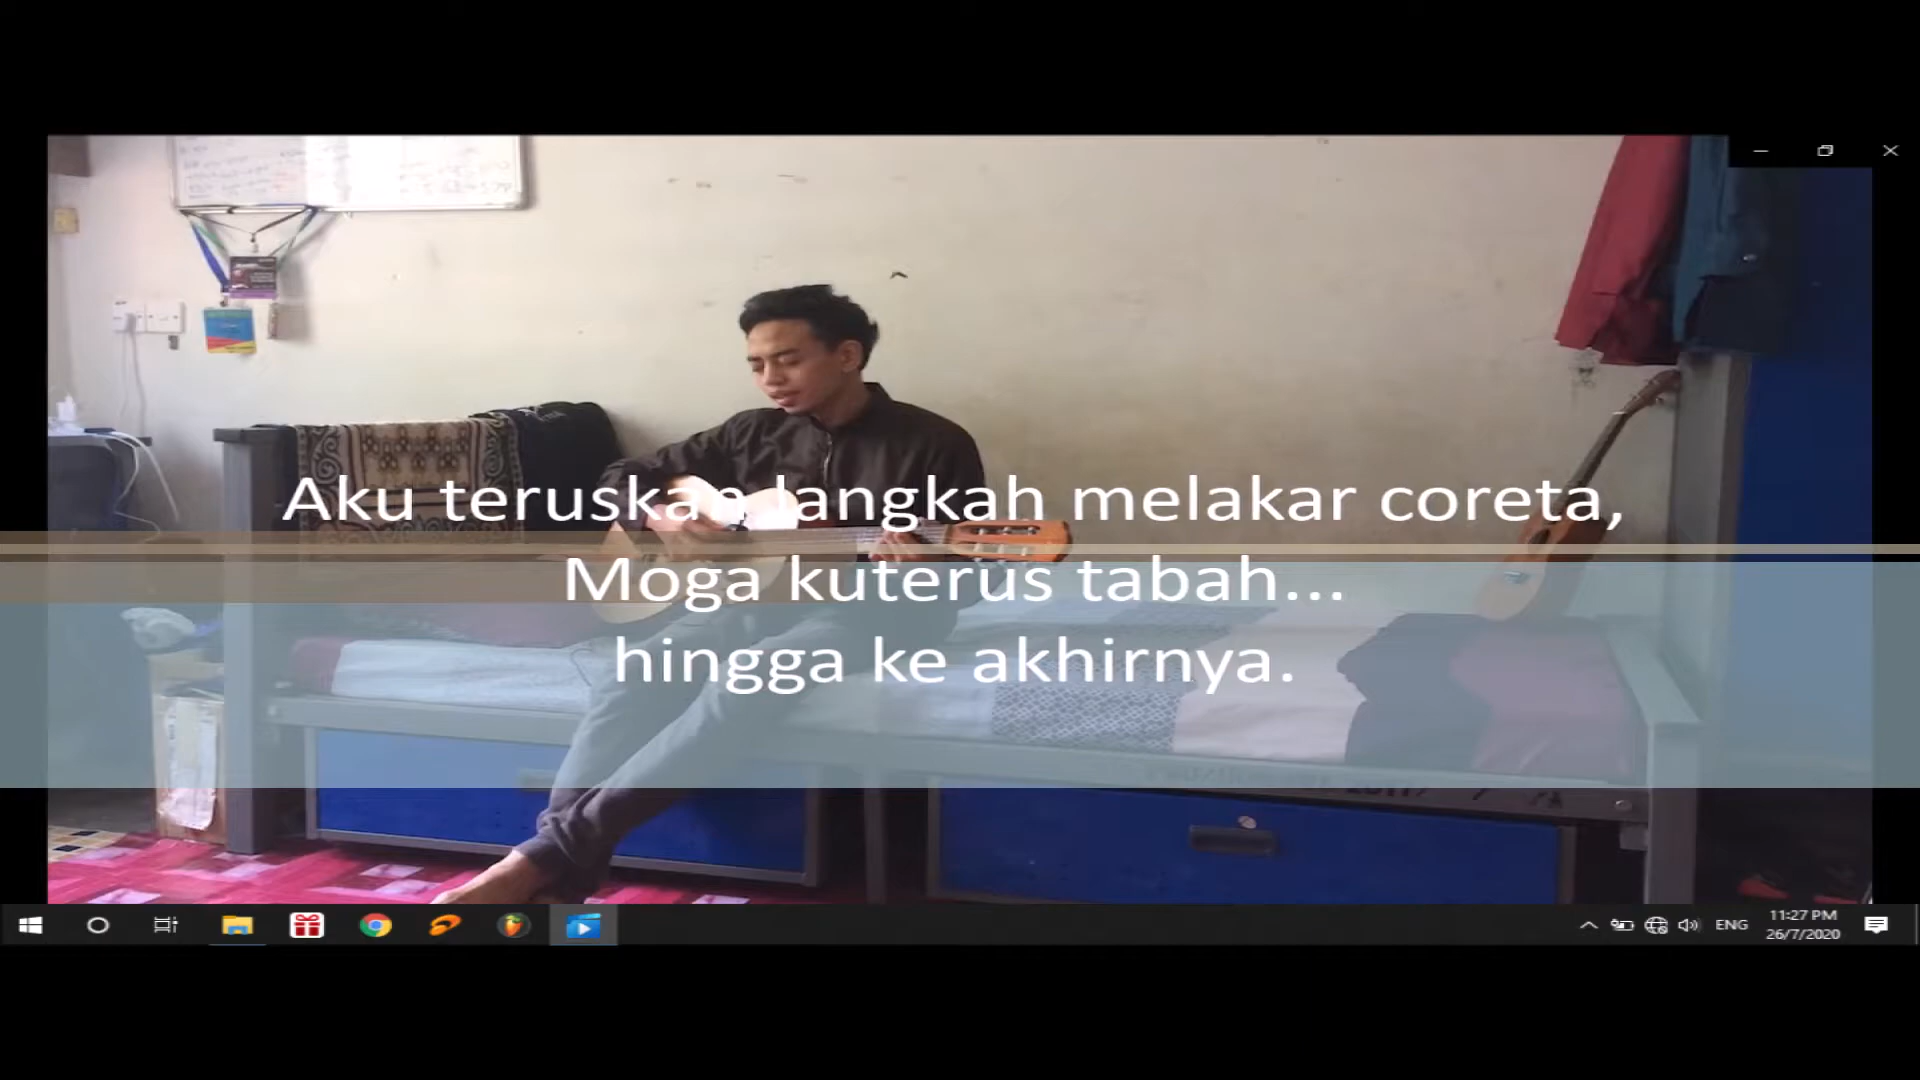 Aku teruskan langkah melakar coreta,
Moga kuterus tabah...
hingga ke akhirnya.
ENG
11:27 PM
26/7/2020